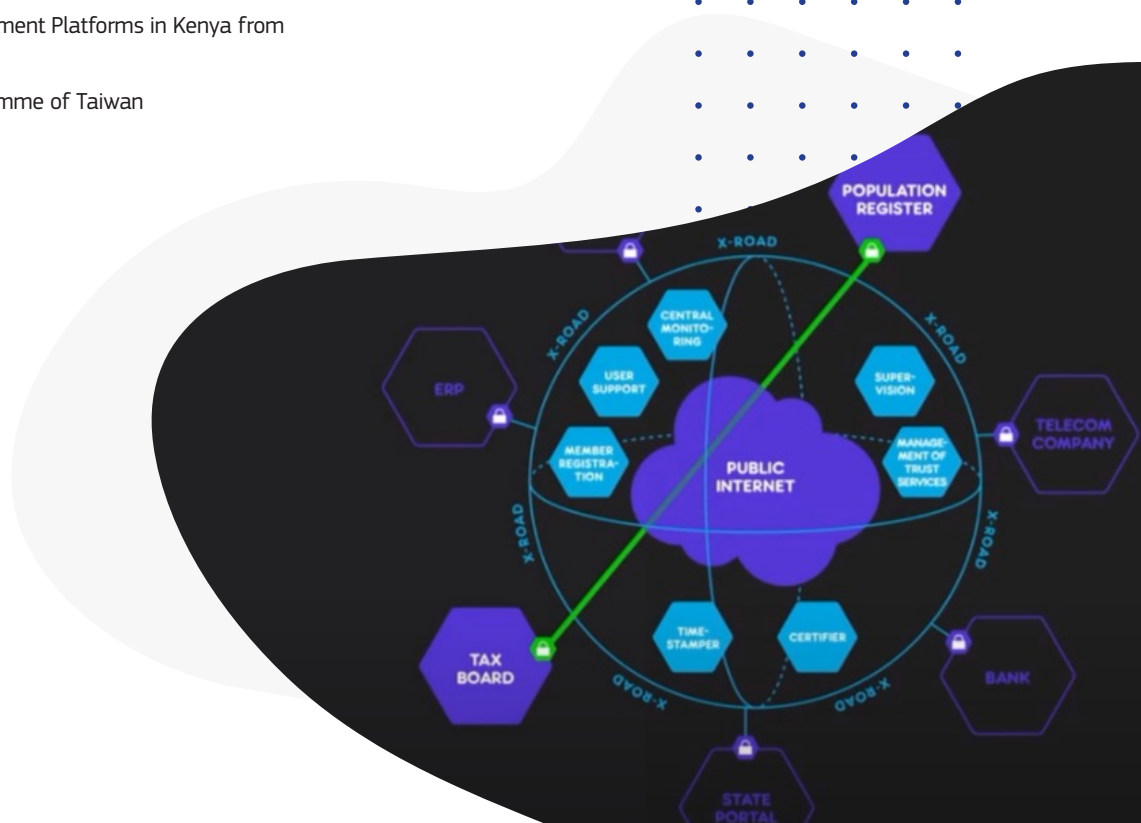 ment Platforms in Kenya from
mme of Taiwan
POPULATION
REGISTER
X-ROAD
X-ROAD
X-ROAD
CENTRAL
MONITO-
RING
USER
SUPPORT
SUPER-
VISION
ERP
TELECOM
COMPANY
MEMBER
REGISTRA-
TION
MANAGE-
MENT OF
TRUST
SERVICES
PUBLIC
INTERNET
X-ROAD
X-ROAD
TIME-
STAMPER
CERTIFIER
TAX
BOARD
BANK
X-ROAD
X-ROAD
STATE
PORTAL